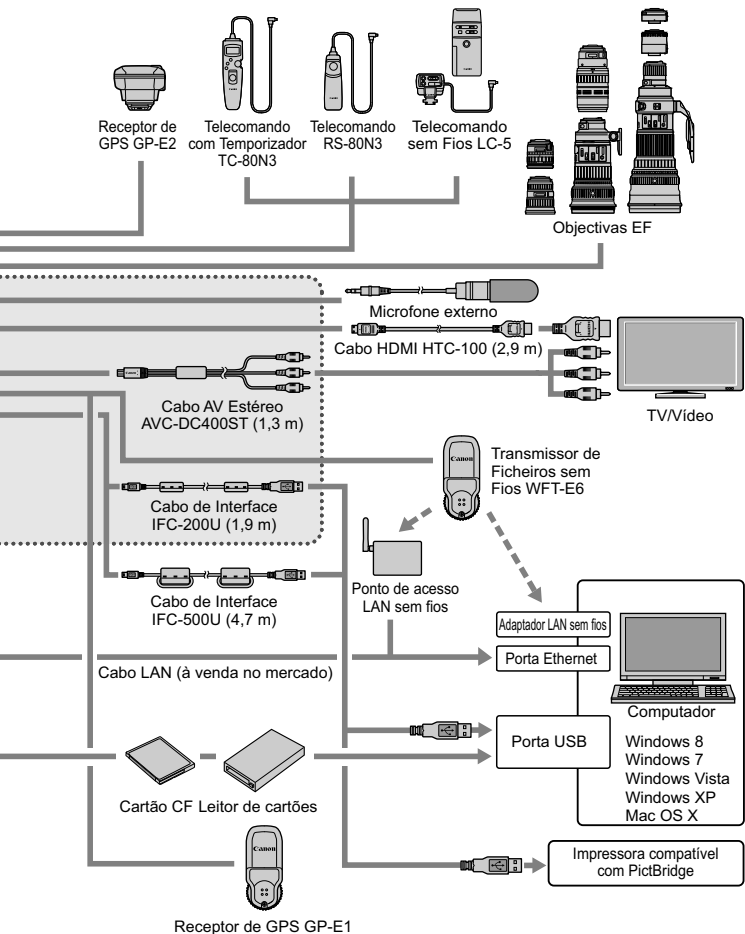 Receptor de
GPS GP-E2
Telecomando
com Temporizador
TC-80N3
Telecomando
RS-80N3
Telecomando
sem Fios LC-5
Objectivas EF
Microfone externo
Cabo HDMI HTC-100 (2,9 m)
TV/Vídeo
Cabo AV Estéreo
AVC-DC400ST (1,3 m)
Canon
Transmissor de
Ficheiros sem
Fios WFT-E6
Cabo de Interface
IFC-200U (1,9 m)
Cabo de Interface
IFC-500U (4,7 m)
Ponto de acesso
LAN sem fios
Adaptador LAN sem fios
Porta Ethernet
Cabo LAN (à venda no mercado)
Computador
Porta USB
Windows 8
Windows 7
Windows Vista
Windows XP
Mac OS X
Cartão CF Leitor de cartões
Canon
Impressora compatível
com PictBridge
Receptor de GPS GP-E1